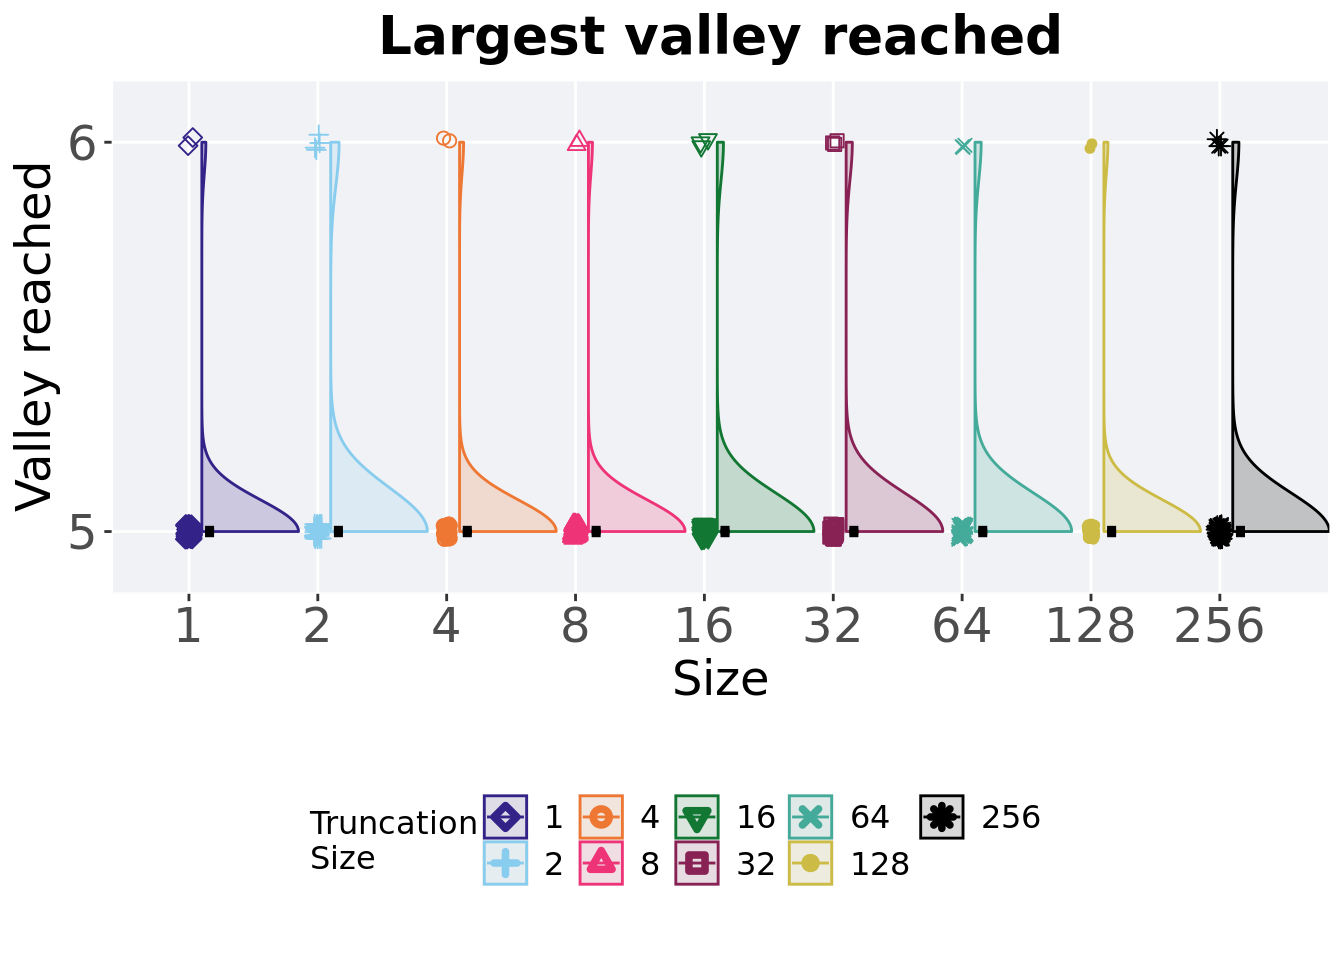 Largest valley reached
Valley reached
6
5
1 2 4 8 16 32 64 128 256
Size
Truncation
Size
1 4 16 64 256
2 8 32 128